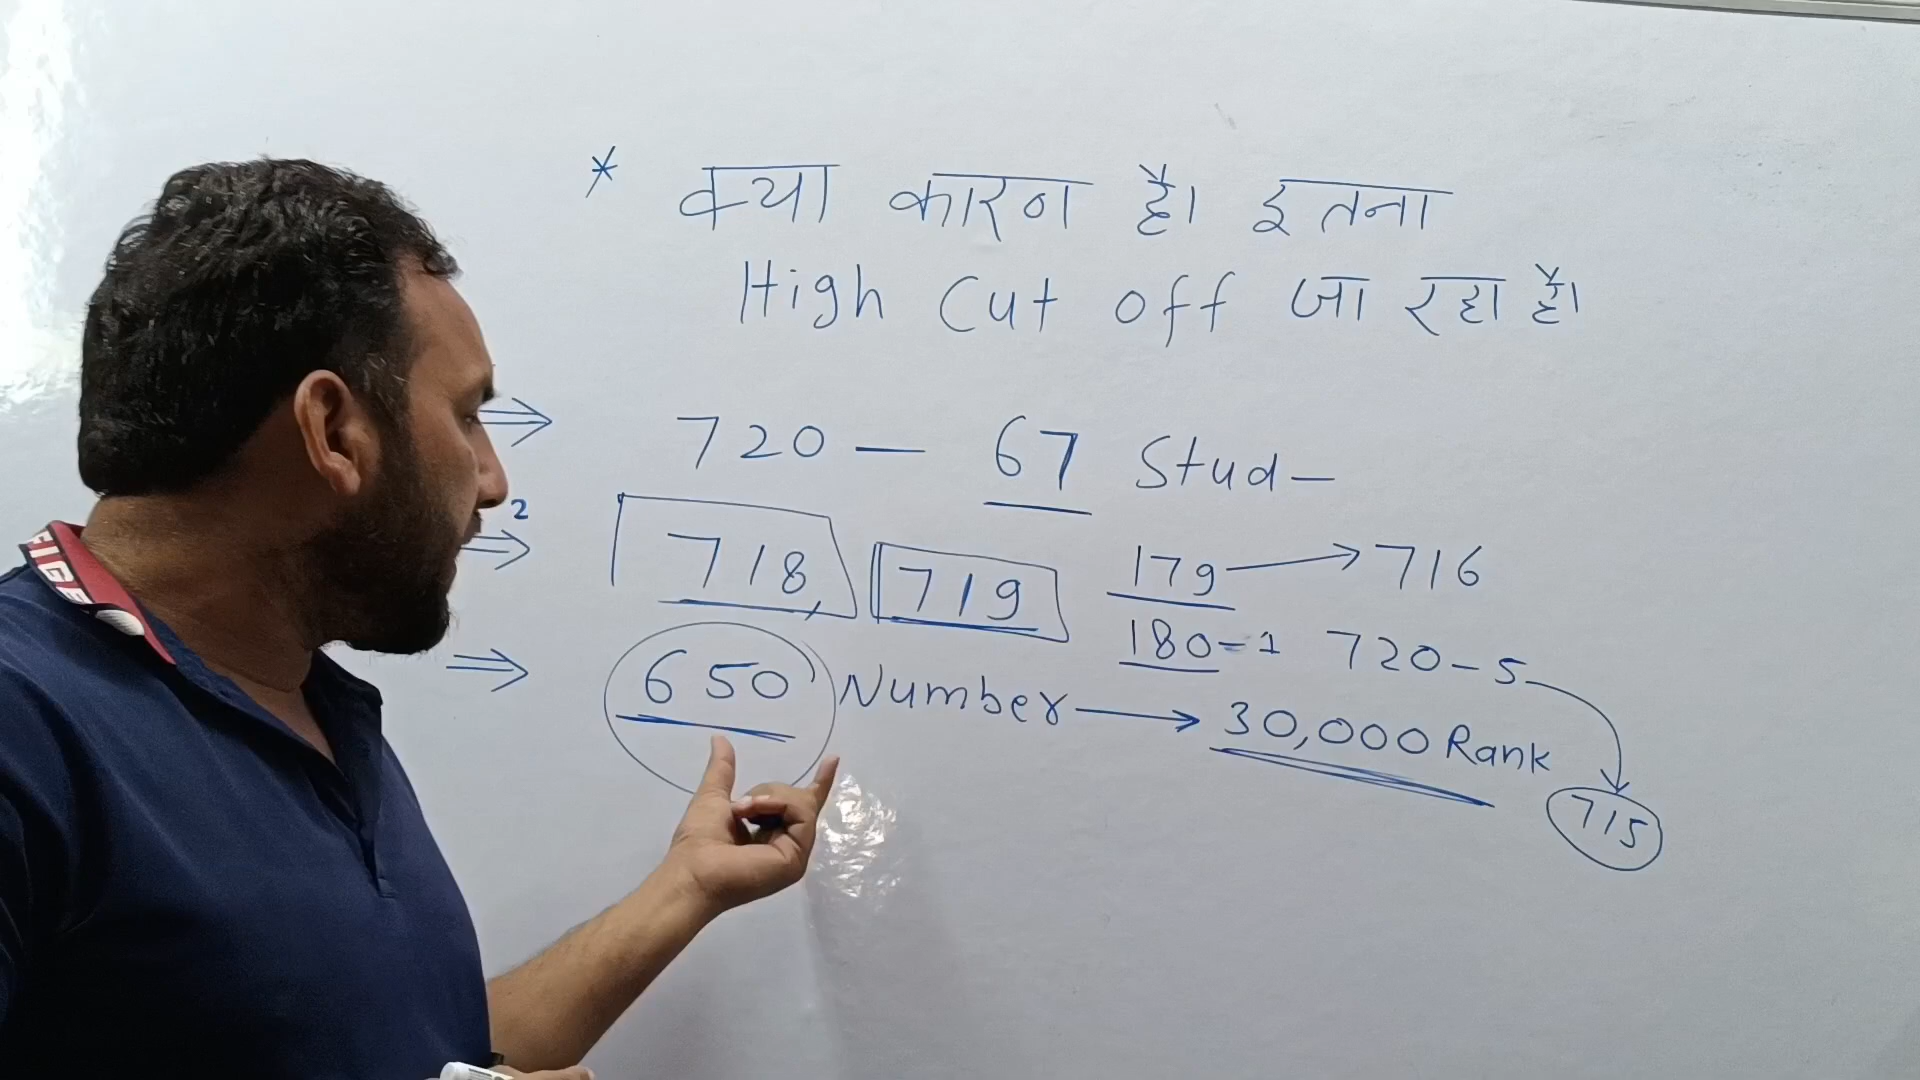 * क्या कारण है। इतना
High Cut off जा रहा है।
⇒ 720 — 67 Stud—
2
⇒ 718, 719 179 → 716
180-1 720-5
⇒ 650 Number → 30,000 Rank
715